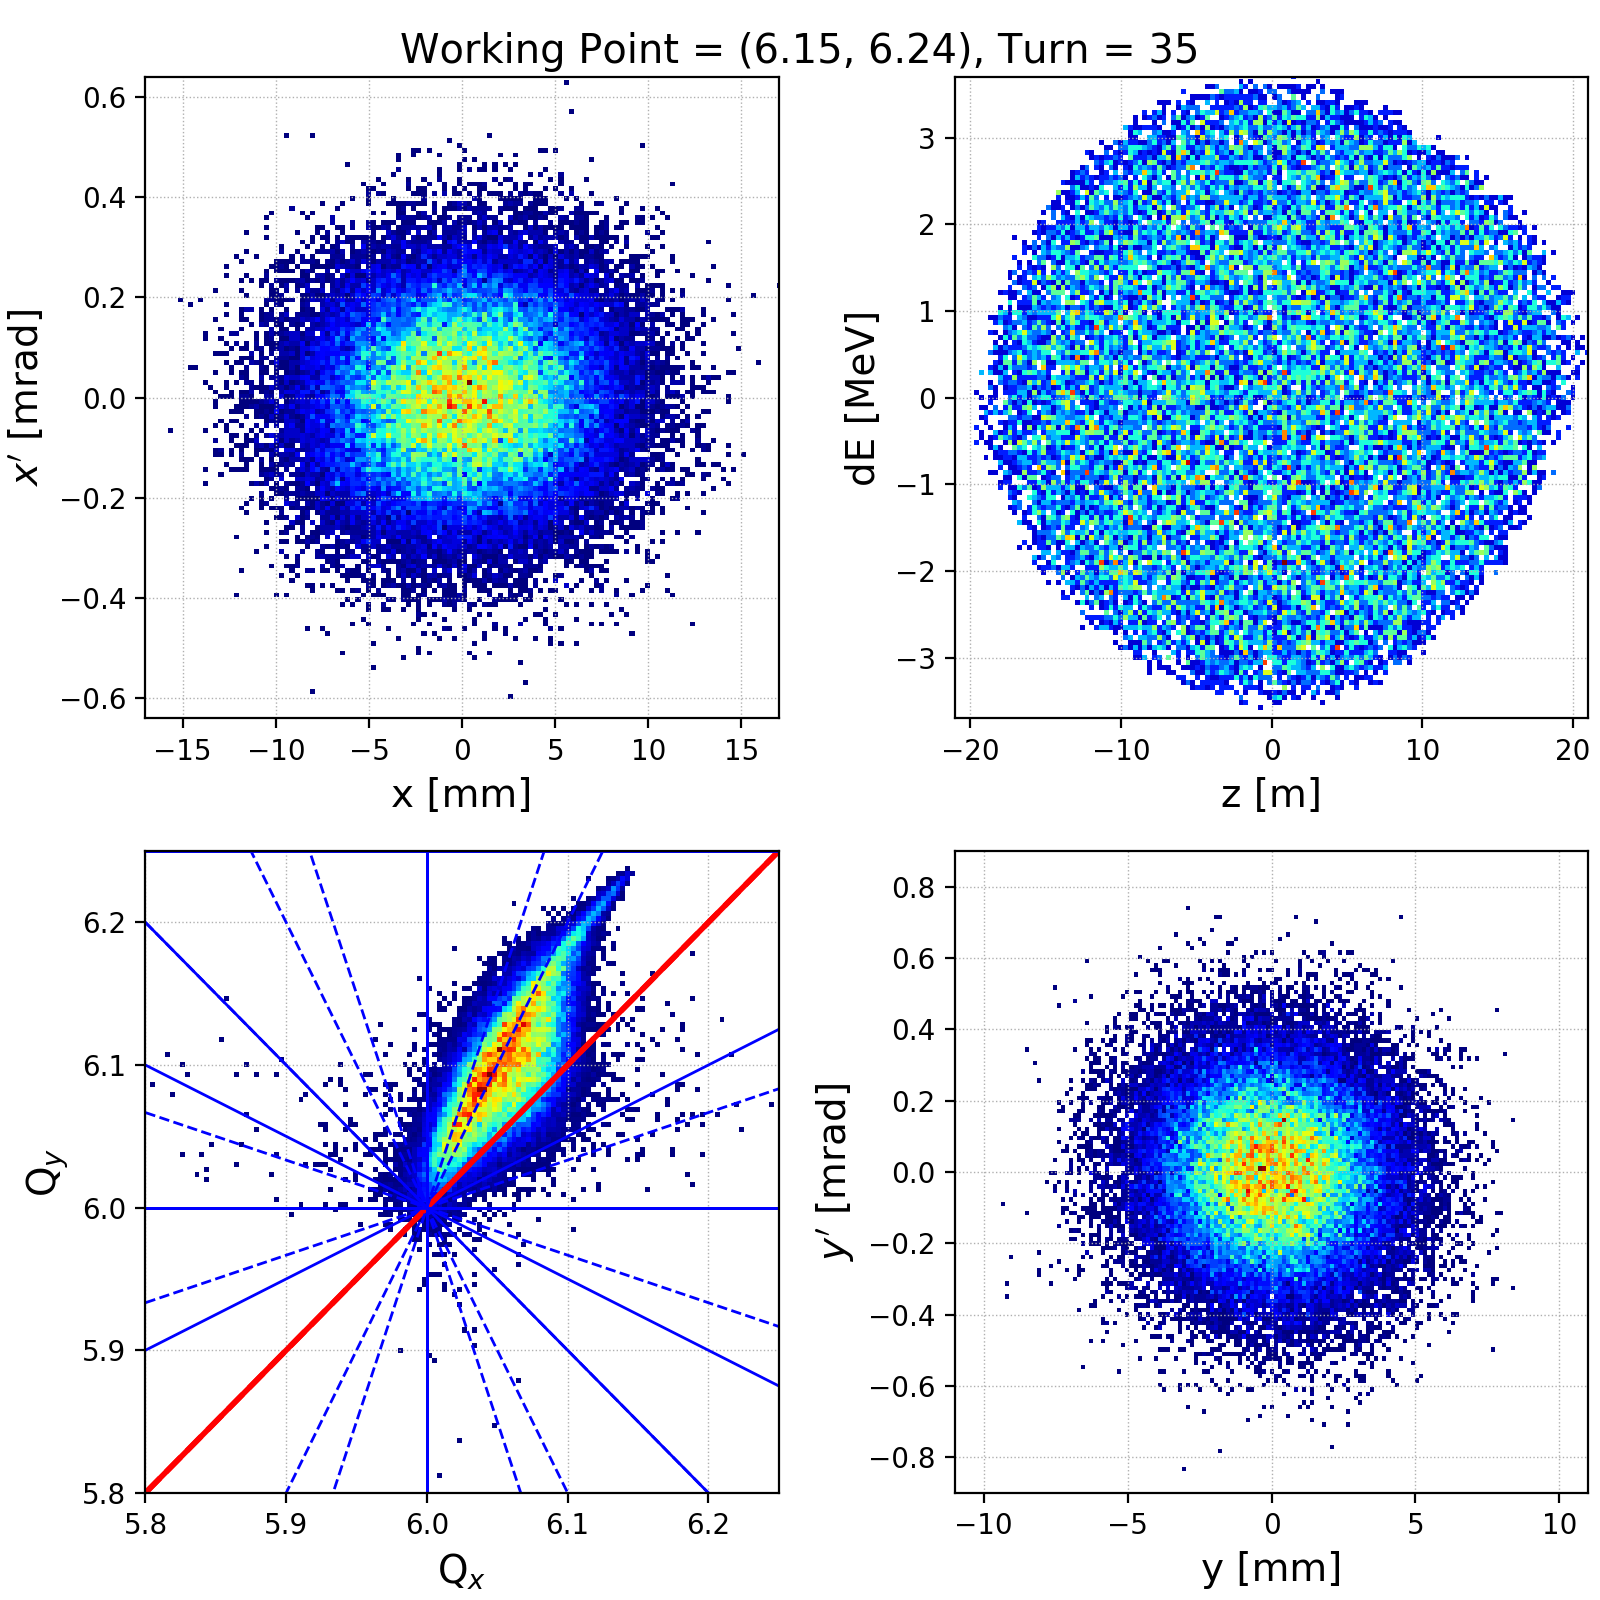 Working Point = (6.15, 6.24), Turn = 35
0.6
0.4
0.2
0.0
−0.2
−0.4
−0.6
x′ [mrad]
−15 −10 −5 0 5 10 15
x [mm]
3
2
1
0
−1
−2
−3
dE [MeV]
−20 −10 0 10 20
z [m]
6.2
6.1
6.0
5.9
5.8
Qy
5.8 5.9 6.0 6.1 6.2
Qx
0.8
0.6
0.4
0.2
0.0
−0.2
−0.4
−0.6
−0.8
y′ [mrad]
−10 −5 0 5 10
y [mm]